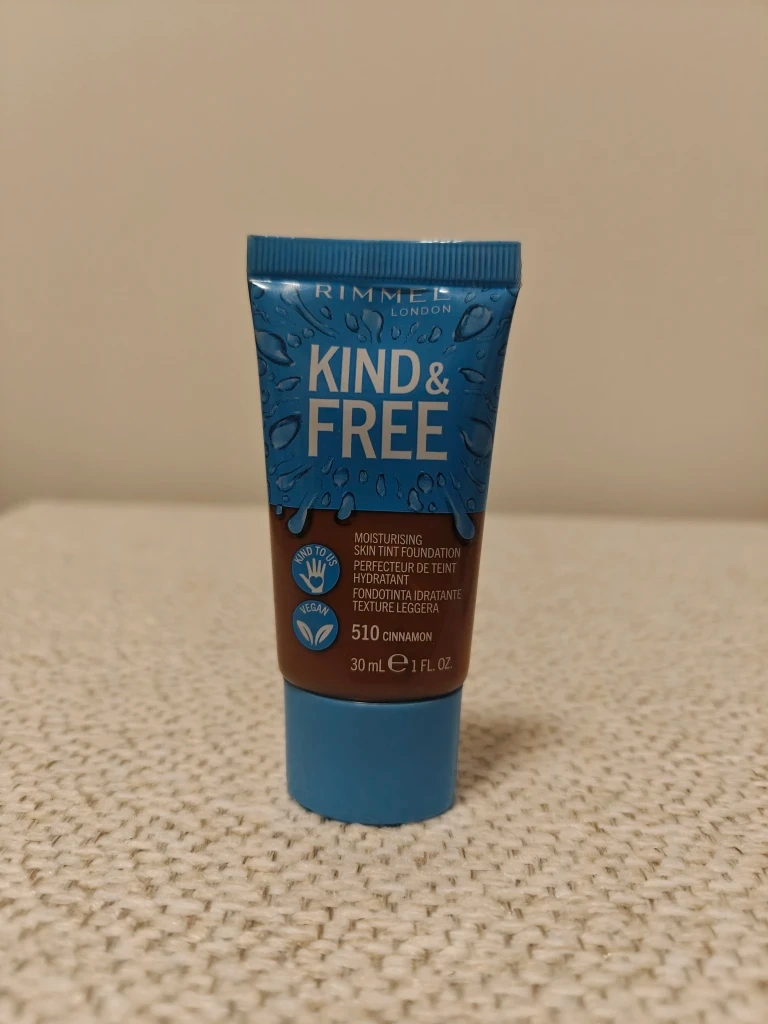 RIMMEL
LONDON
KIND &
FREE
MOISTURISING
SKIN TINT FOUNDATION
PERFECTEUR DE TEINT
HYDRATANT
FONDOTINTA IDRATANTE
TEXTURE LEGGERA
KIND TO US
VEGAN
510 CINNAMON
30 mL ℮ 1 FL. OZ.